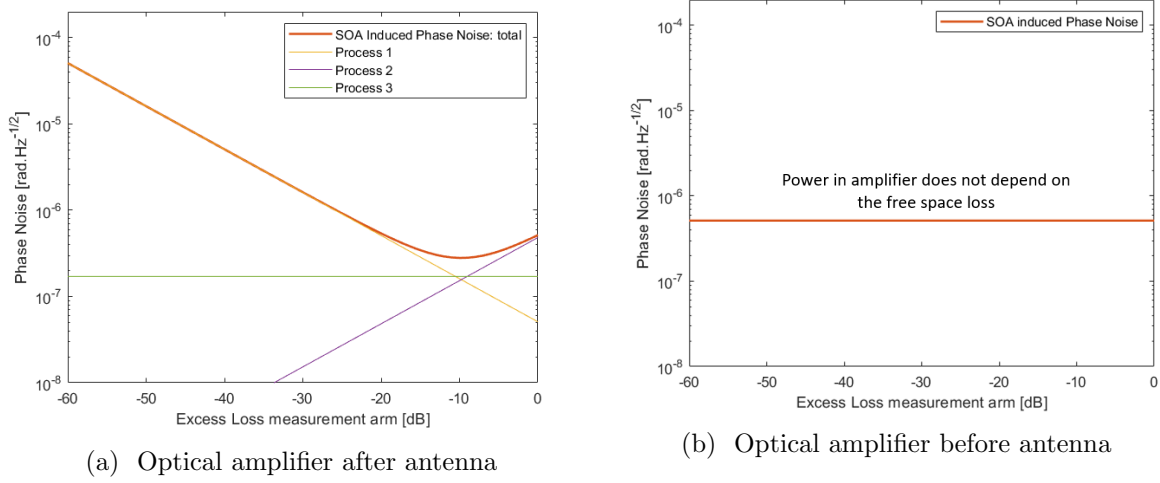 10-4
10-5
10-6
10-7
10-8
Phase Noise [rad.Hz-1/2]
SOA Induced Phase Noise: total
Process 1
Process 2
Process 3
-60 -50 -40 -30 -20 -10 0
Excess Loss measurement arm [dB]
(a) Optical amplifier after antenna
10-4
10-5
10-6
10-7
10-8
Phase Noise [rad.Hz-1/2]
SOA induced Phase Noise
Power in amplifier does not depend on
the free space loss
-60 -50 -40 -30 -20 -10 0
Excess Loss measurement arm [dB]
(b) Optical amplifier before antenna